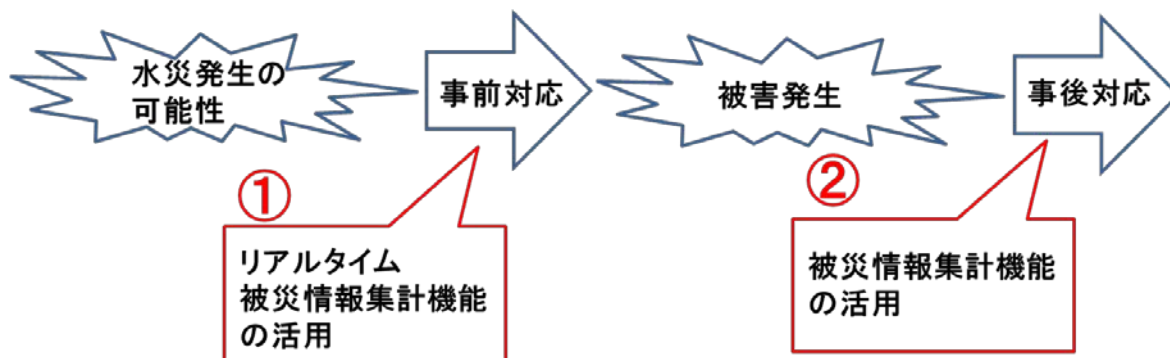 水災発生の
可能性
事前対応
被害発生
事後対応
①
リアルタイム
被災情報集計機能
の活用
②
被災情報集計機能
の活用